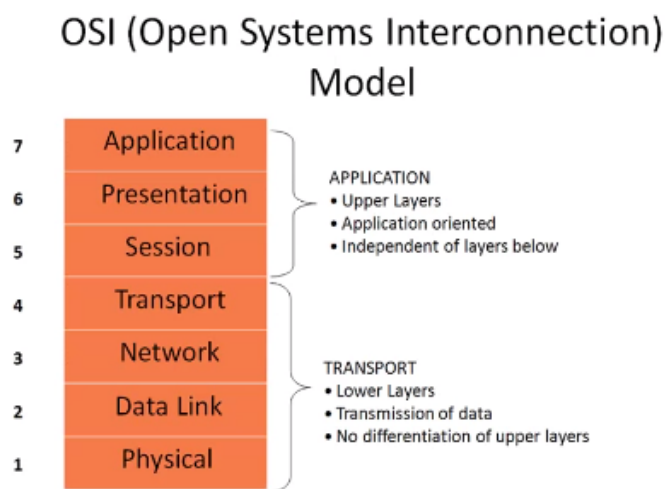 OSI (Open Systems Interconnection)
Model
7 Application
6 Presentation
5 Session
4 Transport
3 Network
2 Data Link
1 Physical
APPLICATION
• Upper Layers
• Application oriented
• Independent of layers below
TRANSPORT
• Lower Layers
• Transmission of data
• No differentiation of upper layers